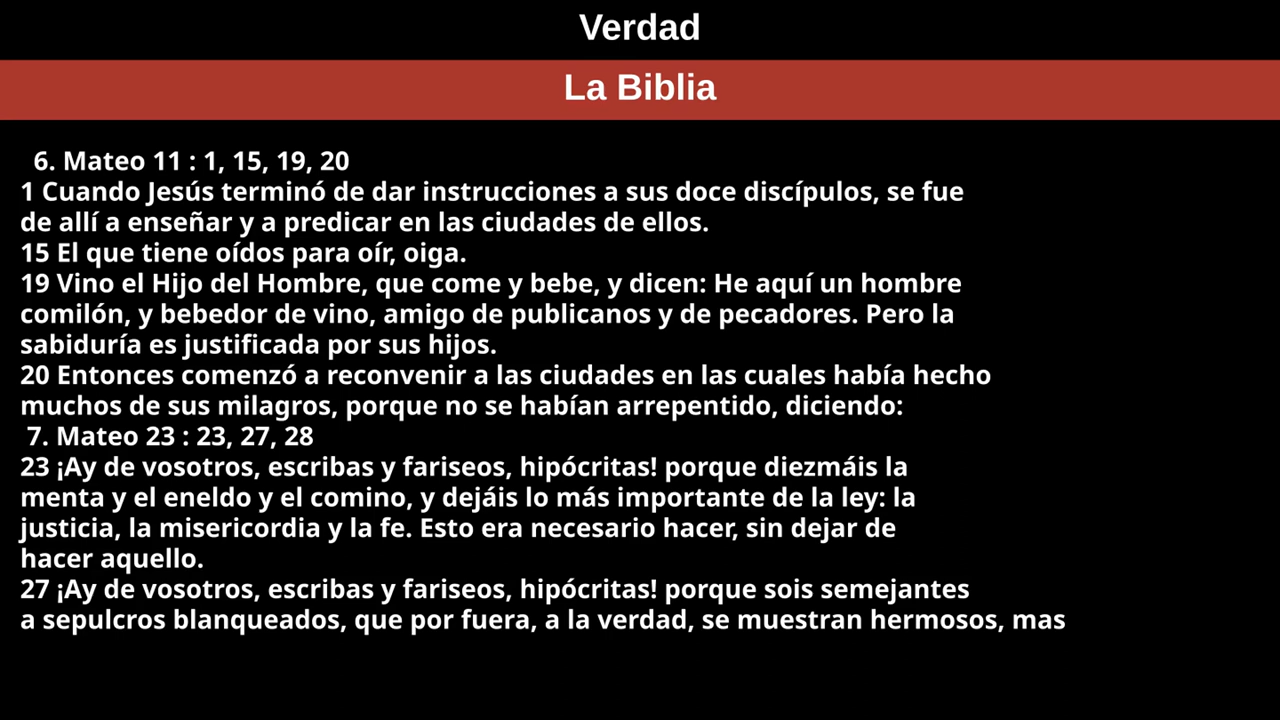 Verdad
La Biblia
6. Mateo 11 : 1, 15, 19, 20
1 Cuando Jesús terminó de dar instrucciones a sus doce discípulos, se fue
de allí a enseñar y a predicar en las ciudades de ellos.
15 El que tiene oídos para oír, oiga.
19 Vino el Hijo del Hombre, que come y bebe, y dicen: He aquí un hombre
comilón, y bebedor de vino, amigo de publicanos y de pecadores. Pero la
sabiduría es justificada por sus hijos.
20 Entonces comenzó a reconvenir a las ciudades en las cuales había hecho
muchos de sus milagros, porque no se habían arrepentido, diciendo:
7. Mateo 23 : 23, 27, 28
23 ¡Ay de vosotros, escribas y fariseos, hipócritas! porque diezmáis la
menta y el eneldo y el comino, y dejáis lo más importante de la ley: la
justicia, la misericordia y la fe. Esto era necesario hacer, sin dejar de
hacer aquello.
27 ¡Ay de vosotros, escribas y fariseos, hipócritas! porque sois semejantes
a sepulcros blanqueados, que por fuera, a la verdad, se muestran hermosos, mas